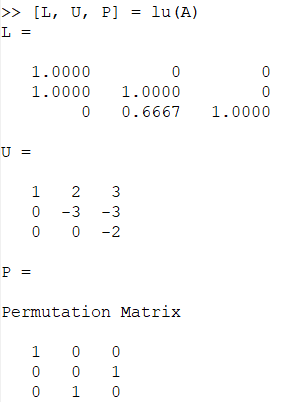 >> [L, U, P] = lu(A)
L =
1.0000 0 0
1.0000 1.0000 0
0 0.6667 1.0000
U =
1 2 3
0 -3 -3
0 0 -2
P =
Permutation Matrix
1 0 0
0 0 1
0 1 0